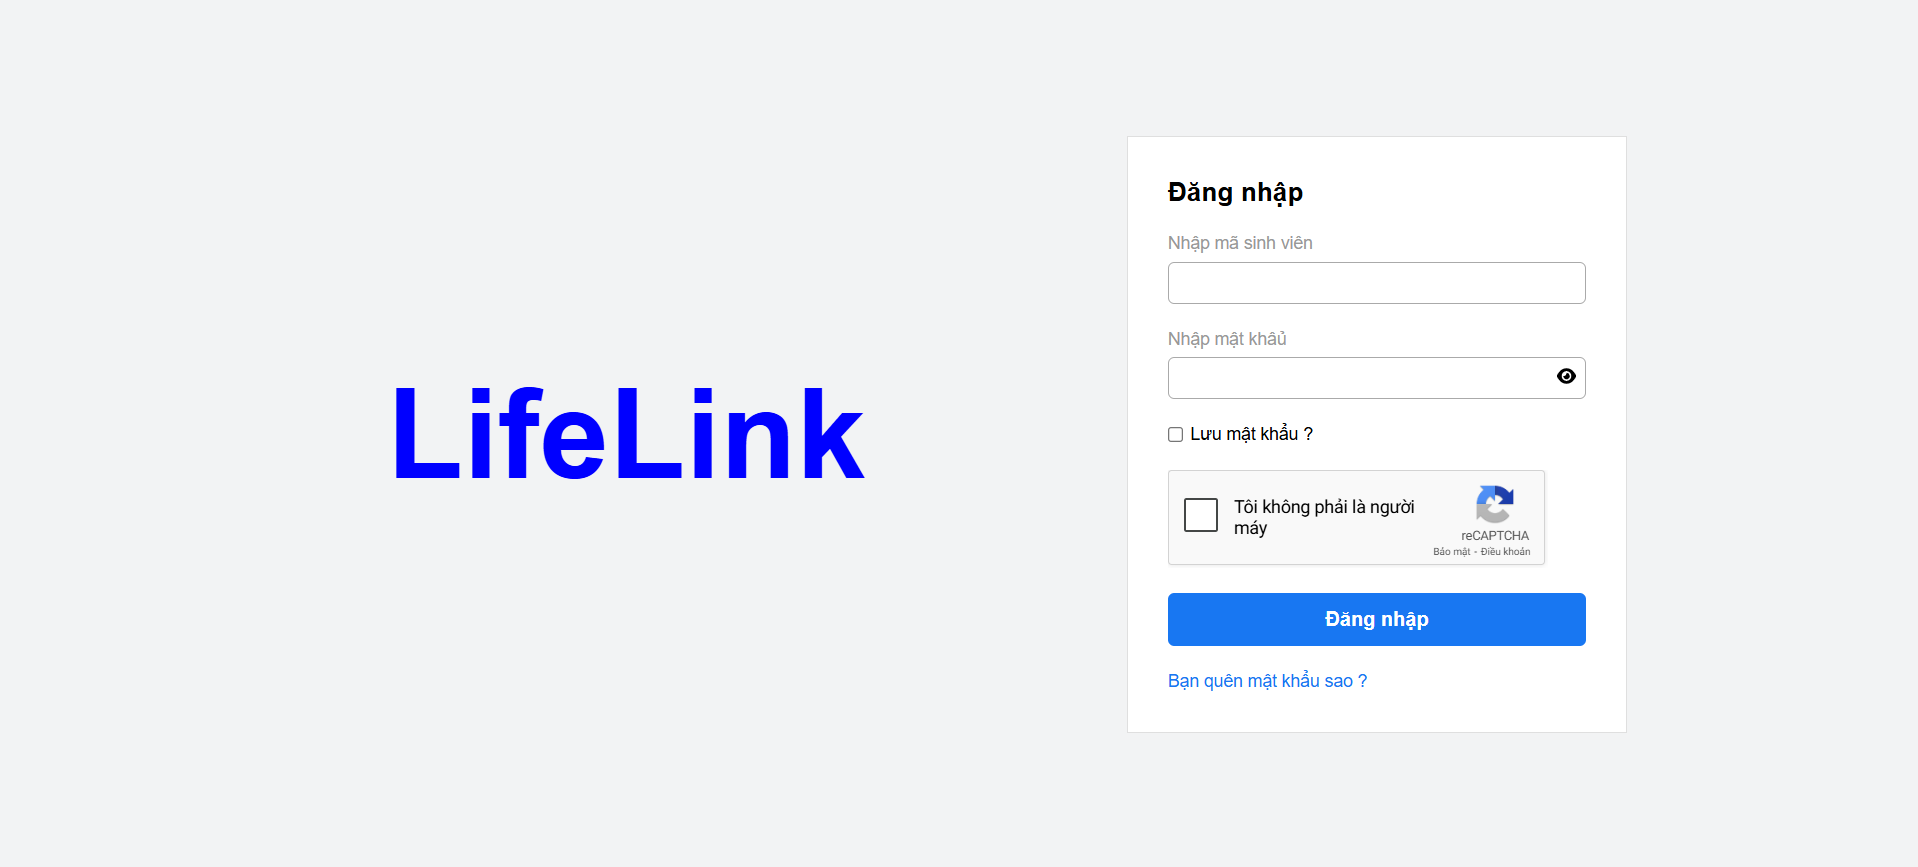 LifeLink
Đăng nhập
Nhập mã sinh viên
Nhập mật khâủ
Lưu mật khẩu ?
Tôi không phải là người
máy
reCAPTCHA
Bảo mật - Điều khoản
Đăng nhập
Bạn quên mật khẩu sao ?